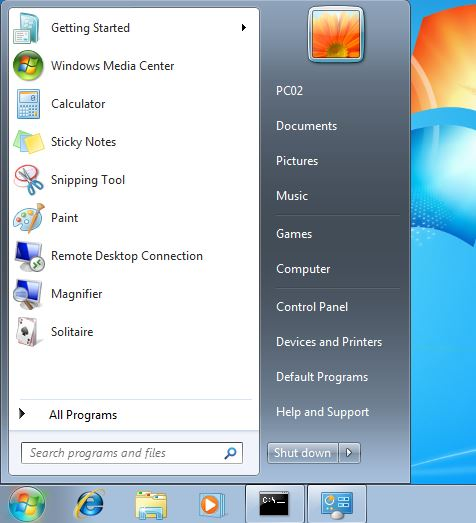 Getting Started
Windows Media Center
Calculator
Sticky Notes
Snipping Tool
Paint
Remote Desktop Connection
Magnifier
Solitaire
All Programs
Search programs and files
PC02
Documents
Pictures
Music
Games
Computer
Control Panel
Devices and Printers
Default Programs
Help and Support
Shut down
C:\_